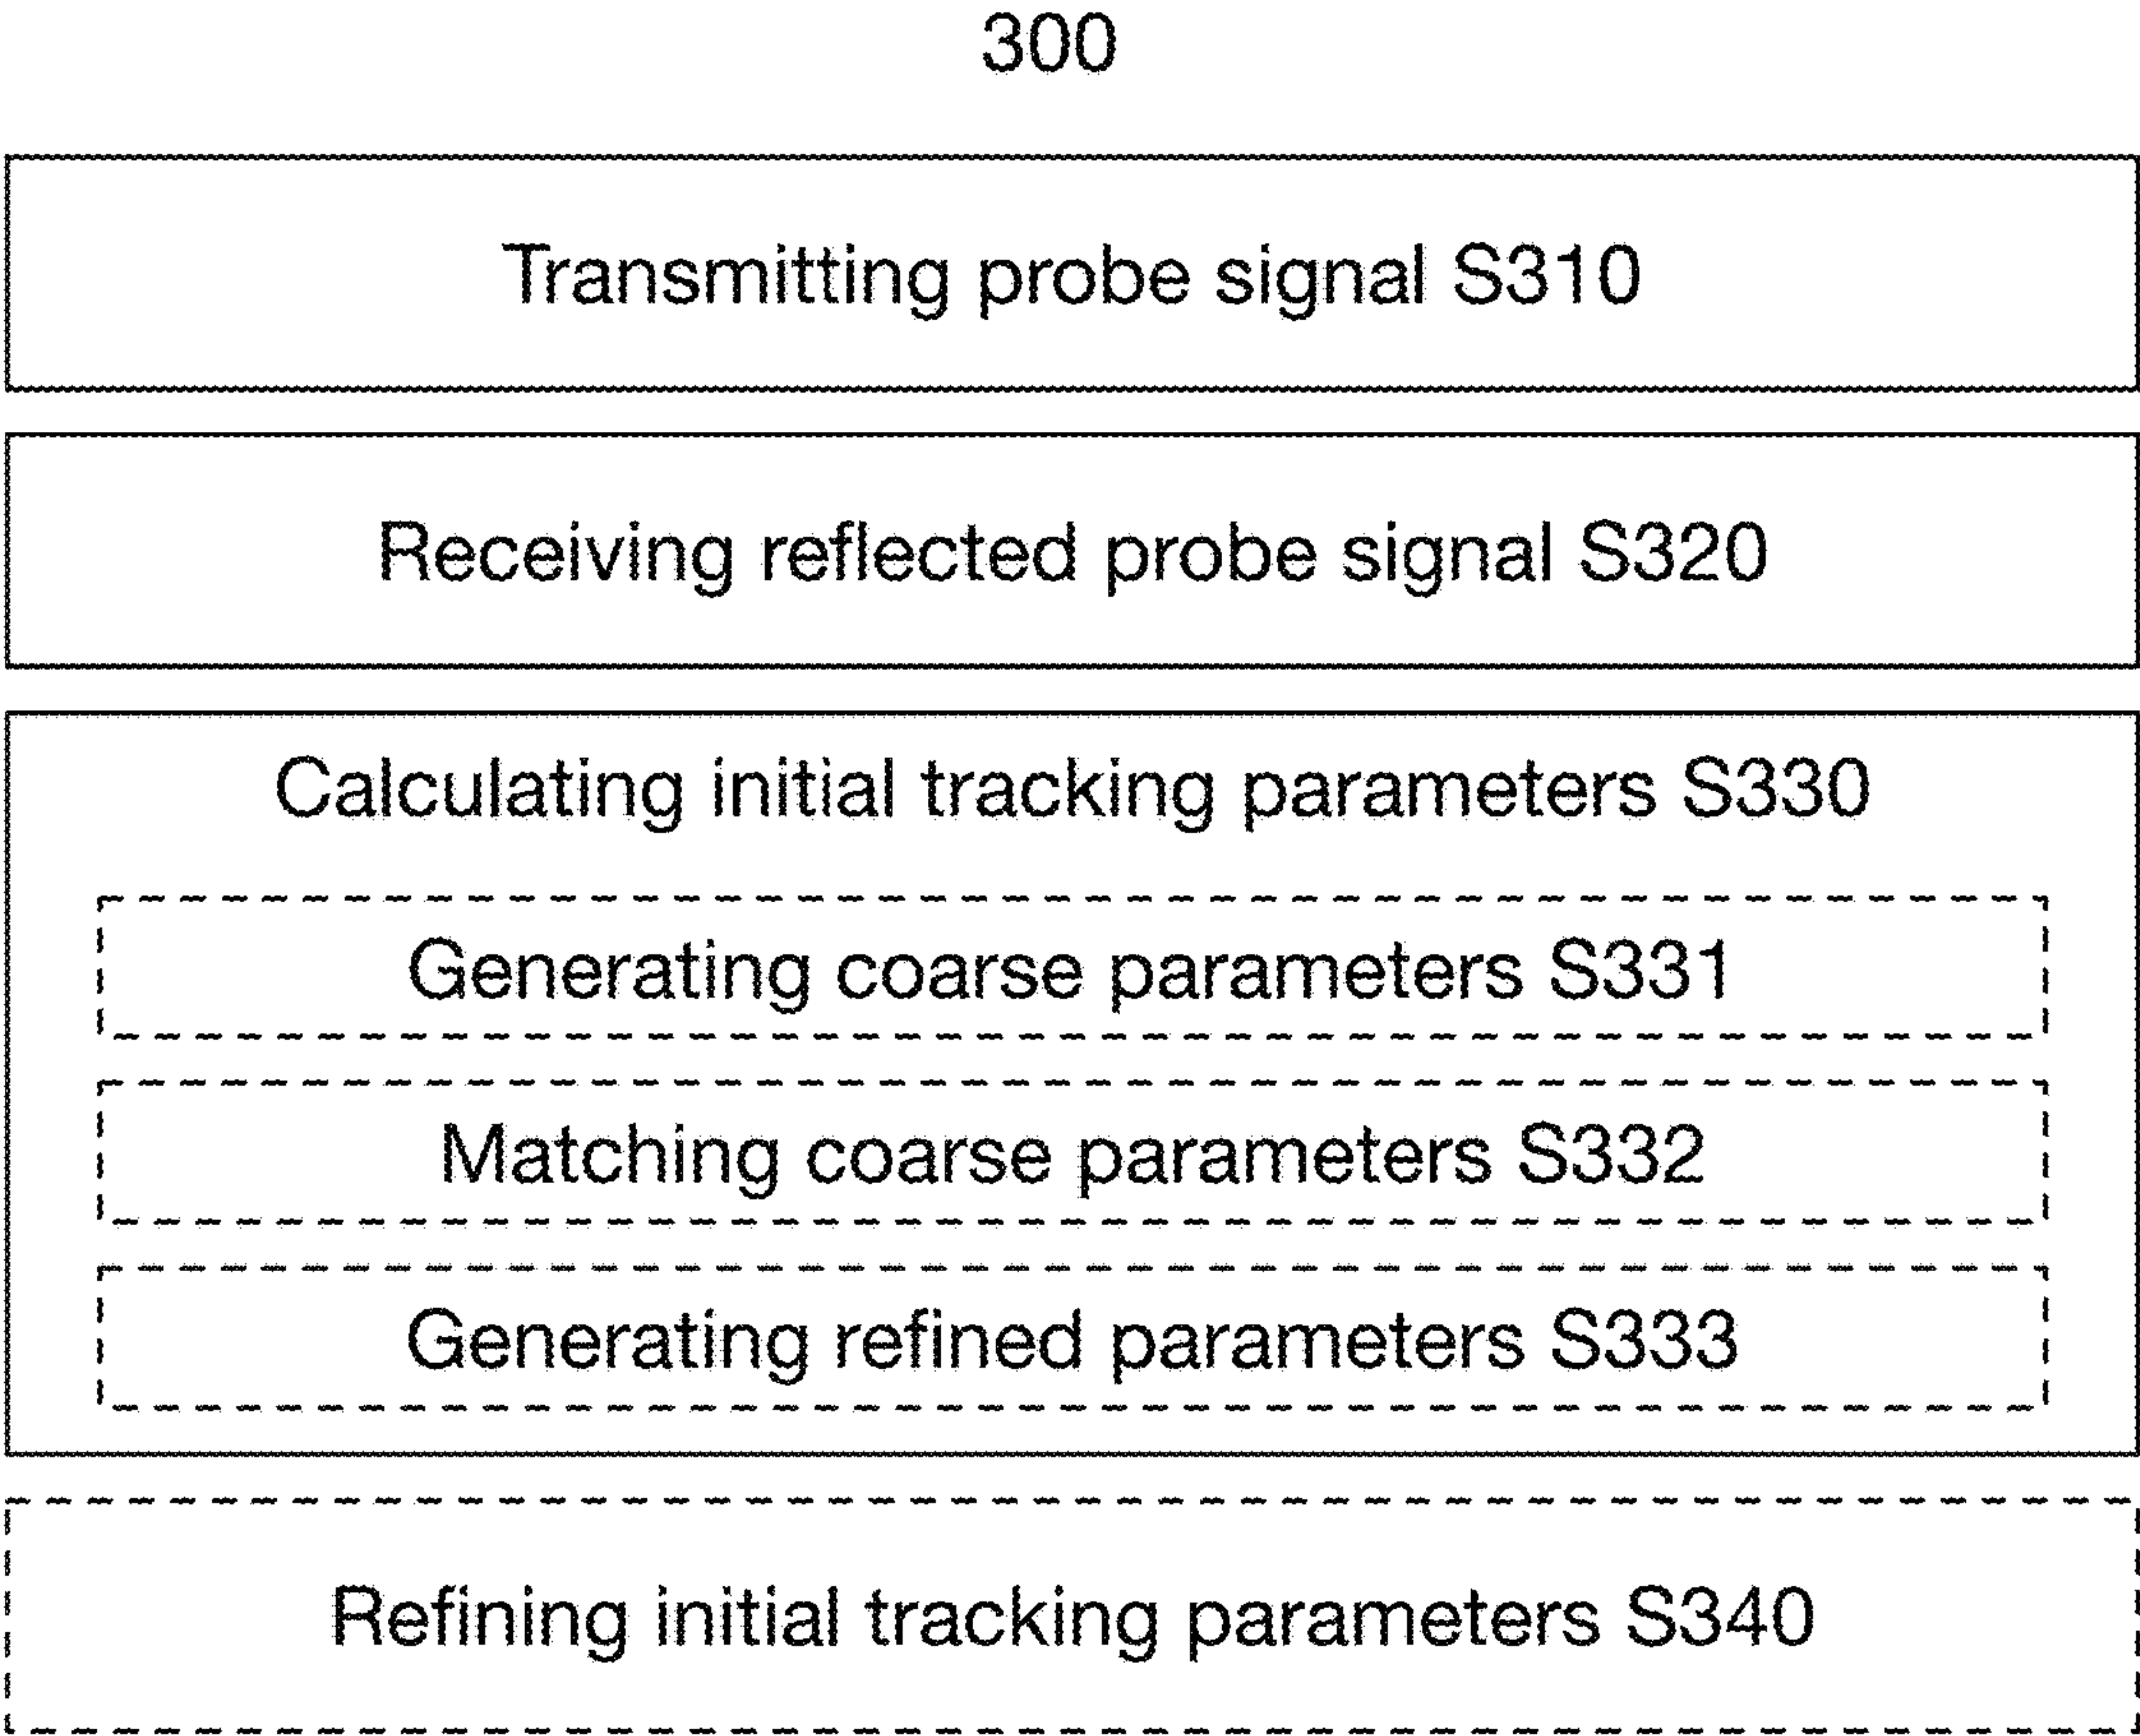 300
Transmitting probe signal S310
Receiving reflected probe signal S320
Calculating initial tracking parameters S330
Generating coarse parameters S331
Matching coarse parameters S332
Generating refined parameters S333
Refining initial tracking parameters S340